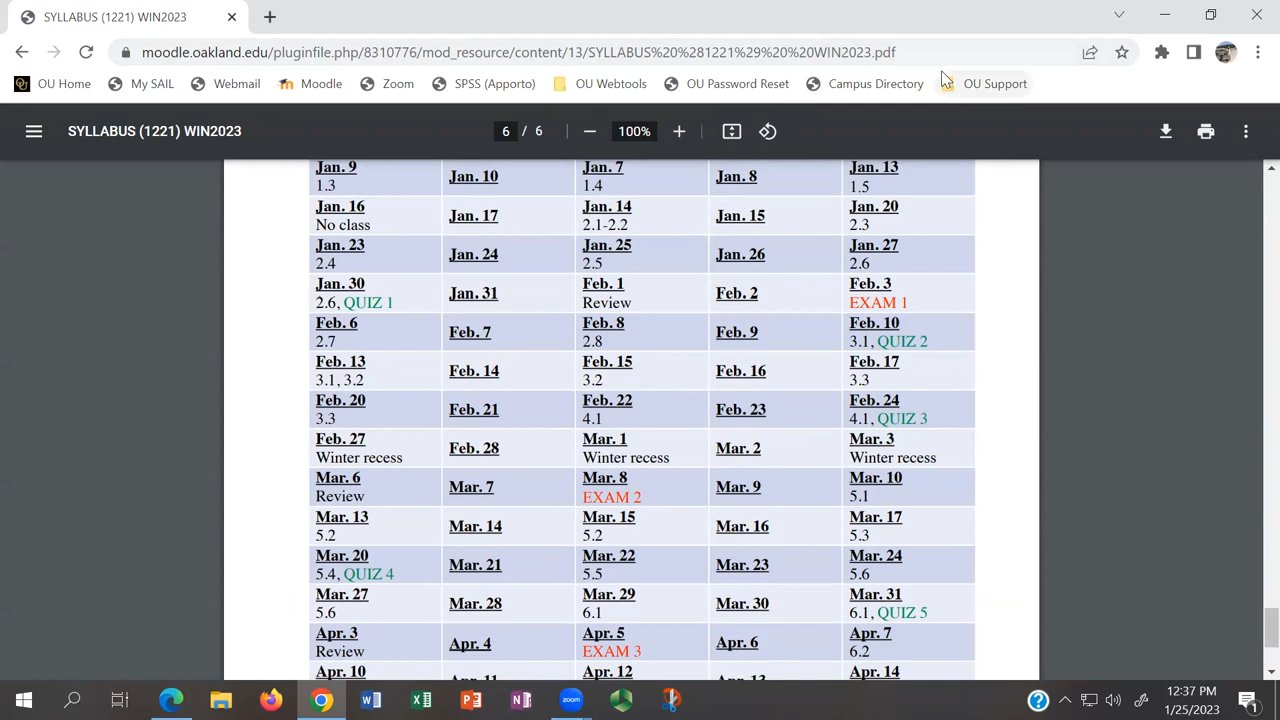 SYLLABUS (1221) WIN2023
moodle.oakland.edu/pluginfile.php/8310776/mod_resource/content/13/SYLLABUS%20%281221%29%20%20WIN2023.pdf
OU Home My SAIL Webmail Moodle Zoom SPSS (Apporto) OU Webtools OU Password Reset Campus Directory OU Support
SYLLABUS (1221) WIN2023 6 / 6 100%
Jan. 9 Jan. 10 Jan. 7 Jan. 8 Jan. 13
1.3 1.4 1.5
Jan. 16 Jan. 17 Jan. 14 Jan. 15 Jan. 20
No class 2.1-2.2 2.3
Jan. 23 Jan. 24 Jan. 25 Jan. 26 Jan. 27
2.4 2.5 2.6
Jan. 30 Jan. 31 Feb. 1 Feb. 2 Feb. 3
2.6, QUIZ 1 Review EXAM 1
Feb. 6 Feb. 7 Feb. 8 Feb. 9 Feb. 10
2.7 2.8 3.1, QUIZ 2
Feb. 13 Feb. 14 Feb. 15 Feb. 16 Feb. 17
3.1, 3.2 3.2 3.3
Feb. 20 Feb. 21 Feb. 22 Feb. 23 Feb. 24
3.3 4.1 4.1, QUIZ 3
Feb. 27 Feb. 28 Mar. 1 Mar. 2 Mar. 3
Winter recess Winter recess Winter recess
Mar. 6 Mar. 7 Mar. 8 Mar. 9 Mar. 10
Review EXAM 2 5.1
Mar. 13 Mar. 14 Mar. 15 Mar. 16 Mar. 17
5.2 5.2 5.3
Mar. 20 Mar. 21 Mar. 22 Mar. 23 Mar. 24
5.4, QUIZ 4 5.5 5.6
Mar. 27 Mar. 28 Mar. 29 Mar. 30 Mar. 31
5.6 6.1 6.1, QUIZ 5
Apr. 3 Apr. 4 Apr. 5 Apr. 6 Apr. 7
Review EXAM 3 6.2
Apr. 10 Apr. 11 Apr. 12 Apr. 13 Apr. 14
zoom
12:37 PM
1/25/2023
1